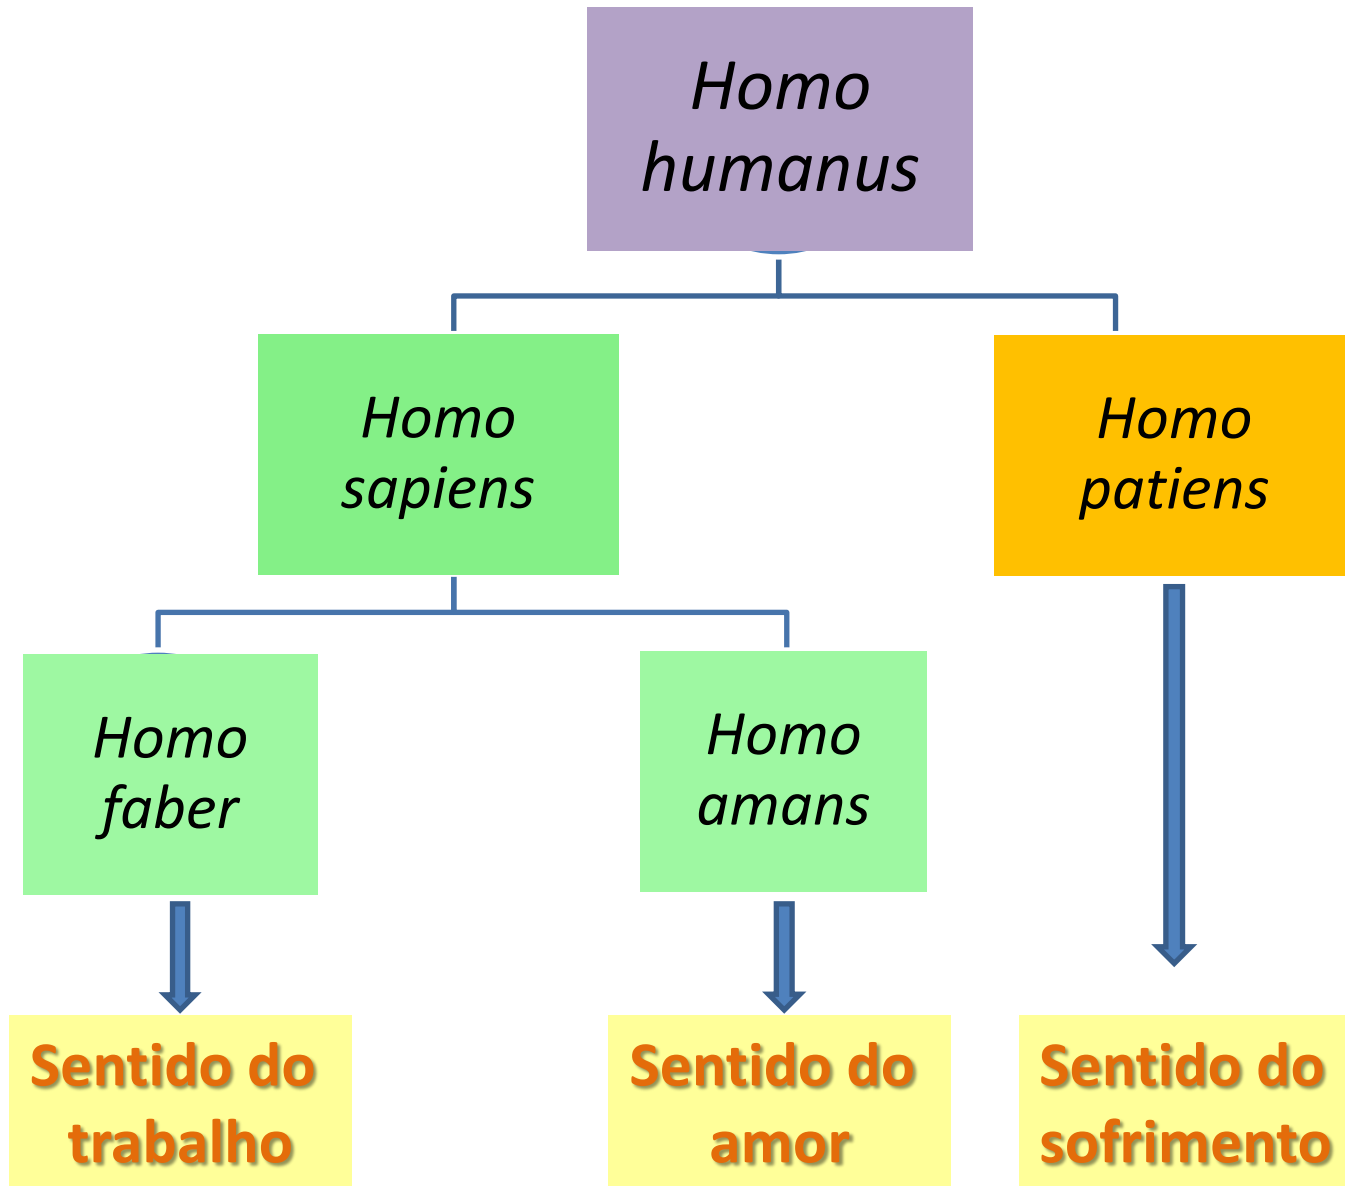 Homo
humanus
Homo
sapiens
Homo
patiens
Homo
faber
Homo
amans
Sentido do
trabalho
Sentido do
amor
Sentido do
sofrimento